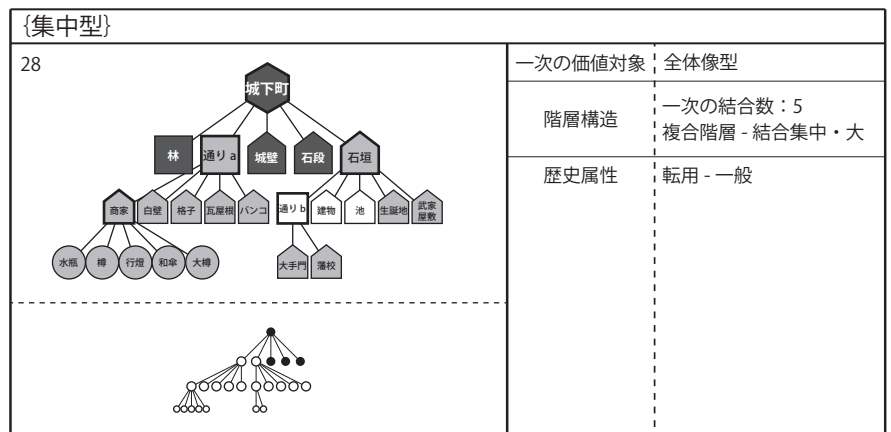 {集中型}
28
一次の価値対象 全体像型
階層構造 一次の結合数：5
複合階層 - 結合集中・大
歴史属性 転用 - 一般
城下町
林 通り a 城壁 石段 石垣
商家 白壁 格子 瓦屋根 バンコ 通り b 建物 池 生誕地 武家
屋敷
水瓶 樽 行燈 和傘 大樽 大手門 藩校